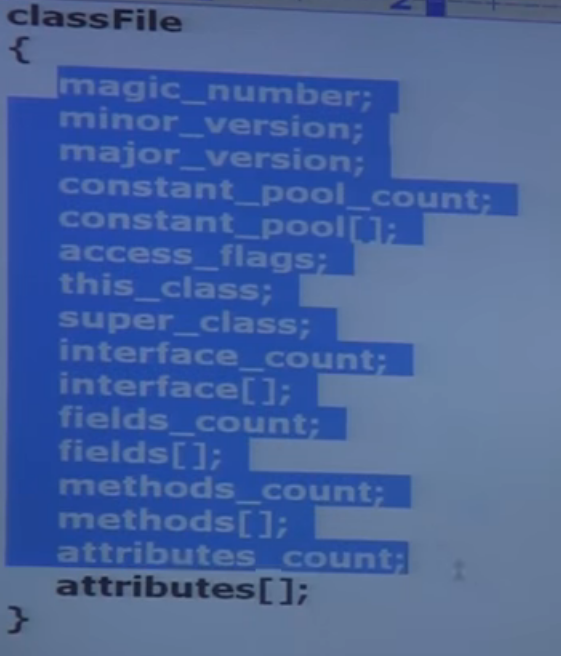 classFile
{
magic_number;
minor_version;
major_version;
constant_pool_count;
constant_pool[];
access_flags;
this_class;
super_class;
interface_count;
interface[];
fields_count;
fields[];
methods_count;
methods[];
attributes_count;
attributes[];
}